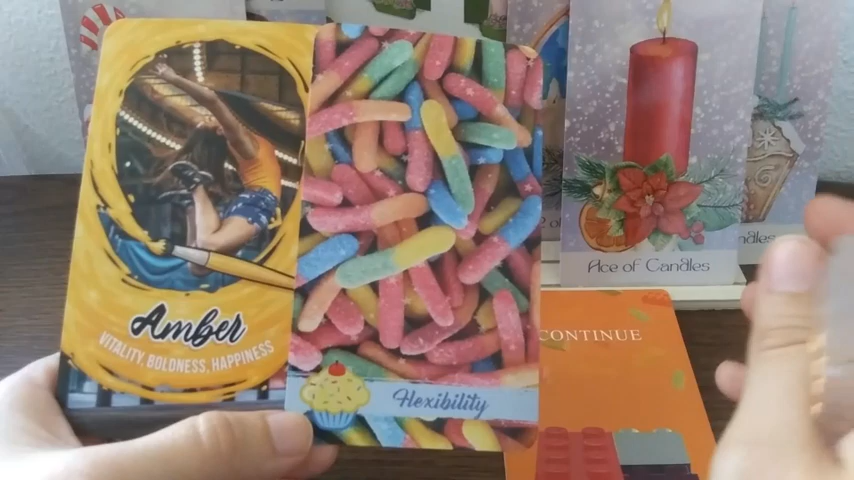 Amber
VITALITY, BOLDNESS, HAPPINESS
Flexibility
Ace of Candles
CONTINUE